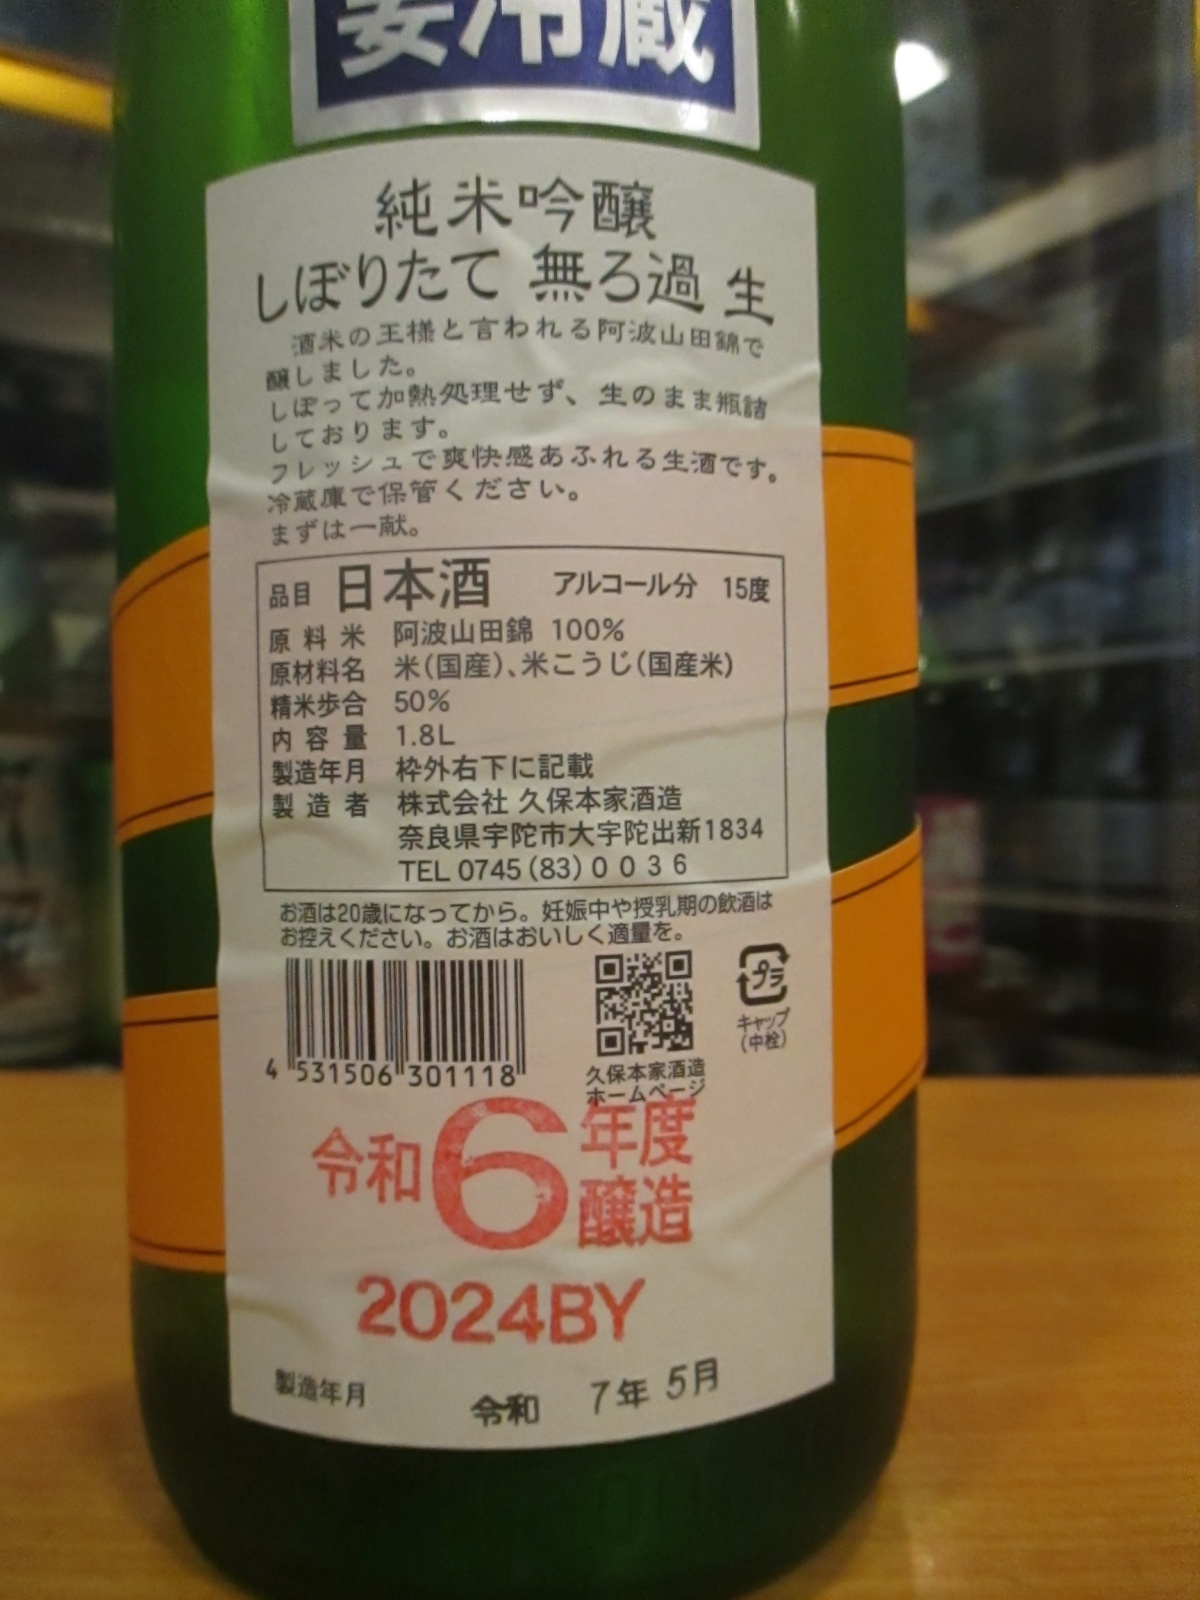 要冷蔵
純米吟醸
しぼりたて 無ろ過 生
酒米の王様と言われる阿波山田錦で
醸しました。
しぼって加熱処理せず、生のまま瓶詰
しております。
フレッシュで爽快感あふれる生酒です。
冷蔵庫で保管ください。
まずは一献。
品目 日本酒 アルコール分 15度
原料米 阿波山田錦 100%
原材料名 米(国産)、米こうじ(国産米)
精米歩合 50%
内容量 1.8L
製造年月 枠外右下に記載
製造者 株式会社 久保本家酒造
奈良県宇陀市大宇陀出新1834
TEL 0745(83)0036
お酒は20歳になってから。妊娠中や授乳期の飲酒は
お控えください。お酒はおいしく適量を。
プラ
キャップ
(中栓)
4 531506 301118
久保本家酒造
ホームページ
令和6年度
醸造
2024BY
製造年月 令和 7年 5月